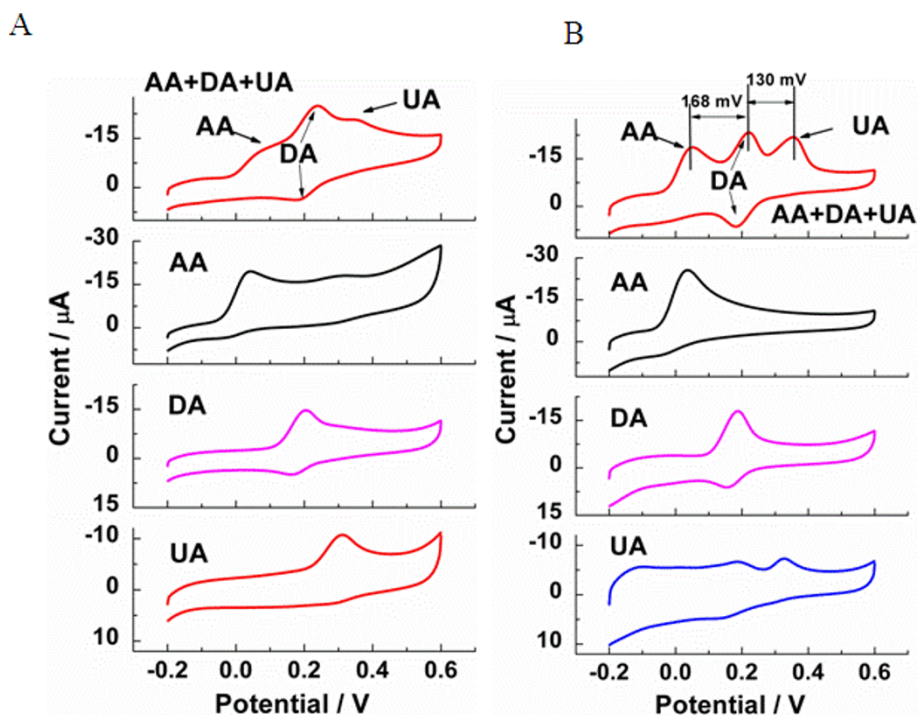 A
AA+DA+UA
UA
AA
DA
-15
0
-30
AA
-15
0
DA
-15
0
15
UA
-10
0
10
Current / μA
-0.2 0.0 0.2 0.4 0.6
Potential / V
B
130 mV
168 mV
AA
UA
DA
-15
0
AA+DA+UA
-30
AA
-15
0
DA
-15
0
15
UA
-10
0
10
Current / μA
-0.2 0.0 0.2 0.4 0.6
Potential / V